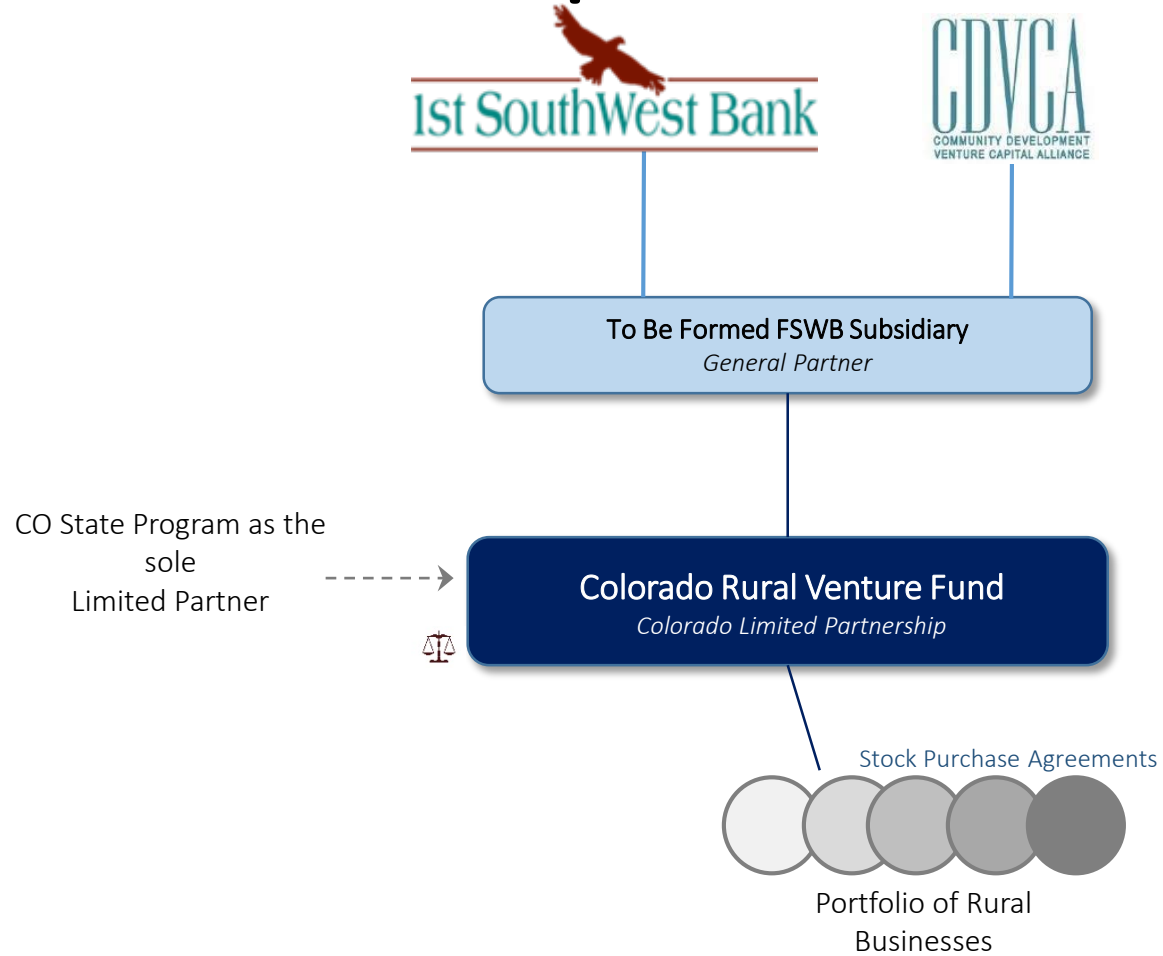 1st SouthWest Bank
CDVCA
COMMUNITY DEVELOPMENT
VENTURE CAPITAL ALLIANCE
To Be Formed FSWB Subsidiary
General Partner
CO State Program as the
sole
Limited Partner
Colorado Rural Venture Fund
Colorado Limited Partnership
Stock Purchase Agreements
Portfolio of Rural
Businesses